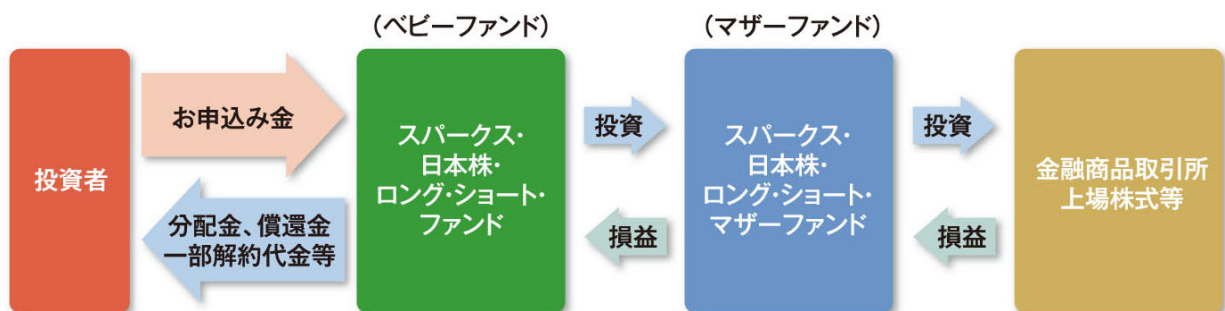 （ベビーファンド）
（マザーファンド）
投資者
お申込み金
分配金、償還金
一部解約代金等
スパークス・
日本株・
ロング・ショート・
ファンド
投資
損益
スパークス・
日本株・
ロング・ショート・
マザーファンド
投資
損益
金融商品取引所
上場株式等